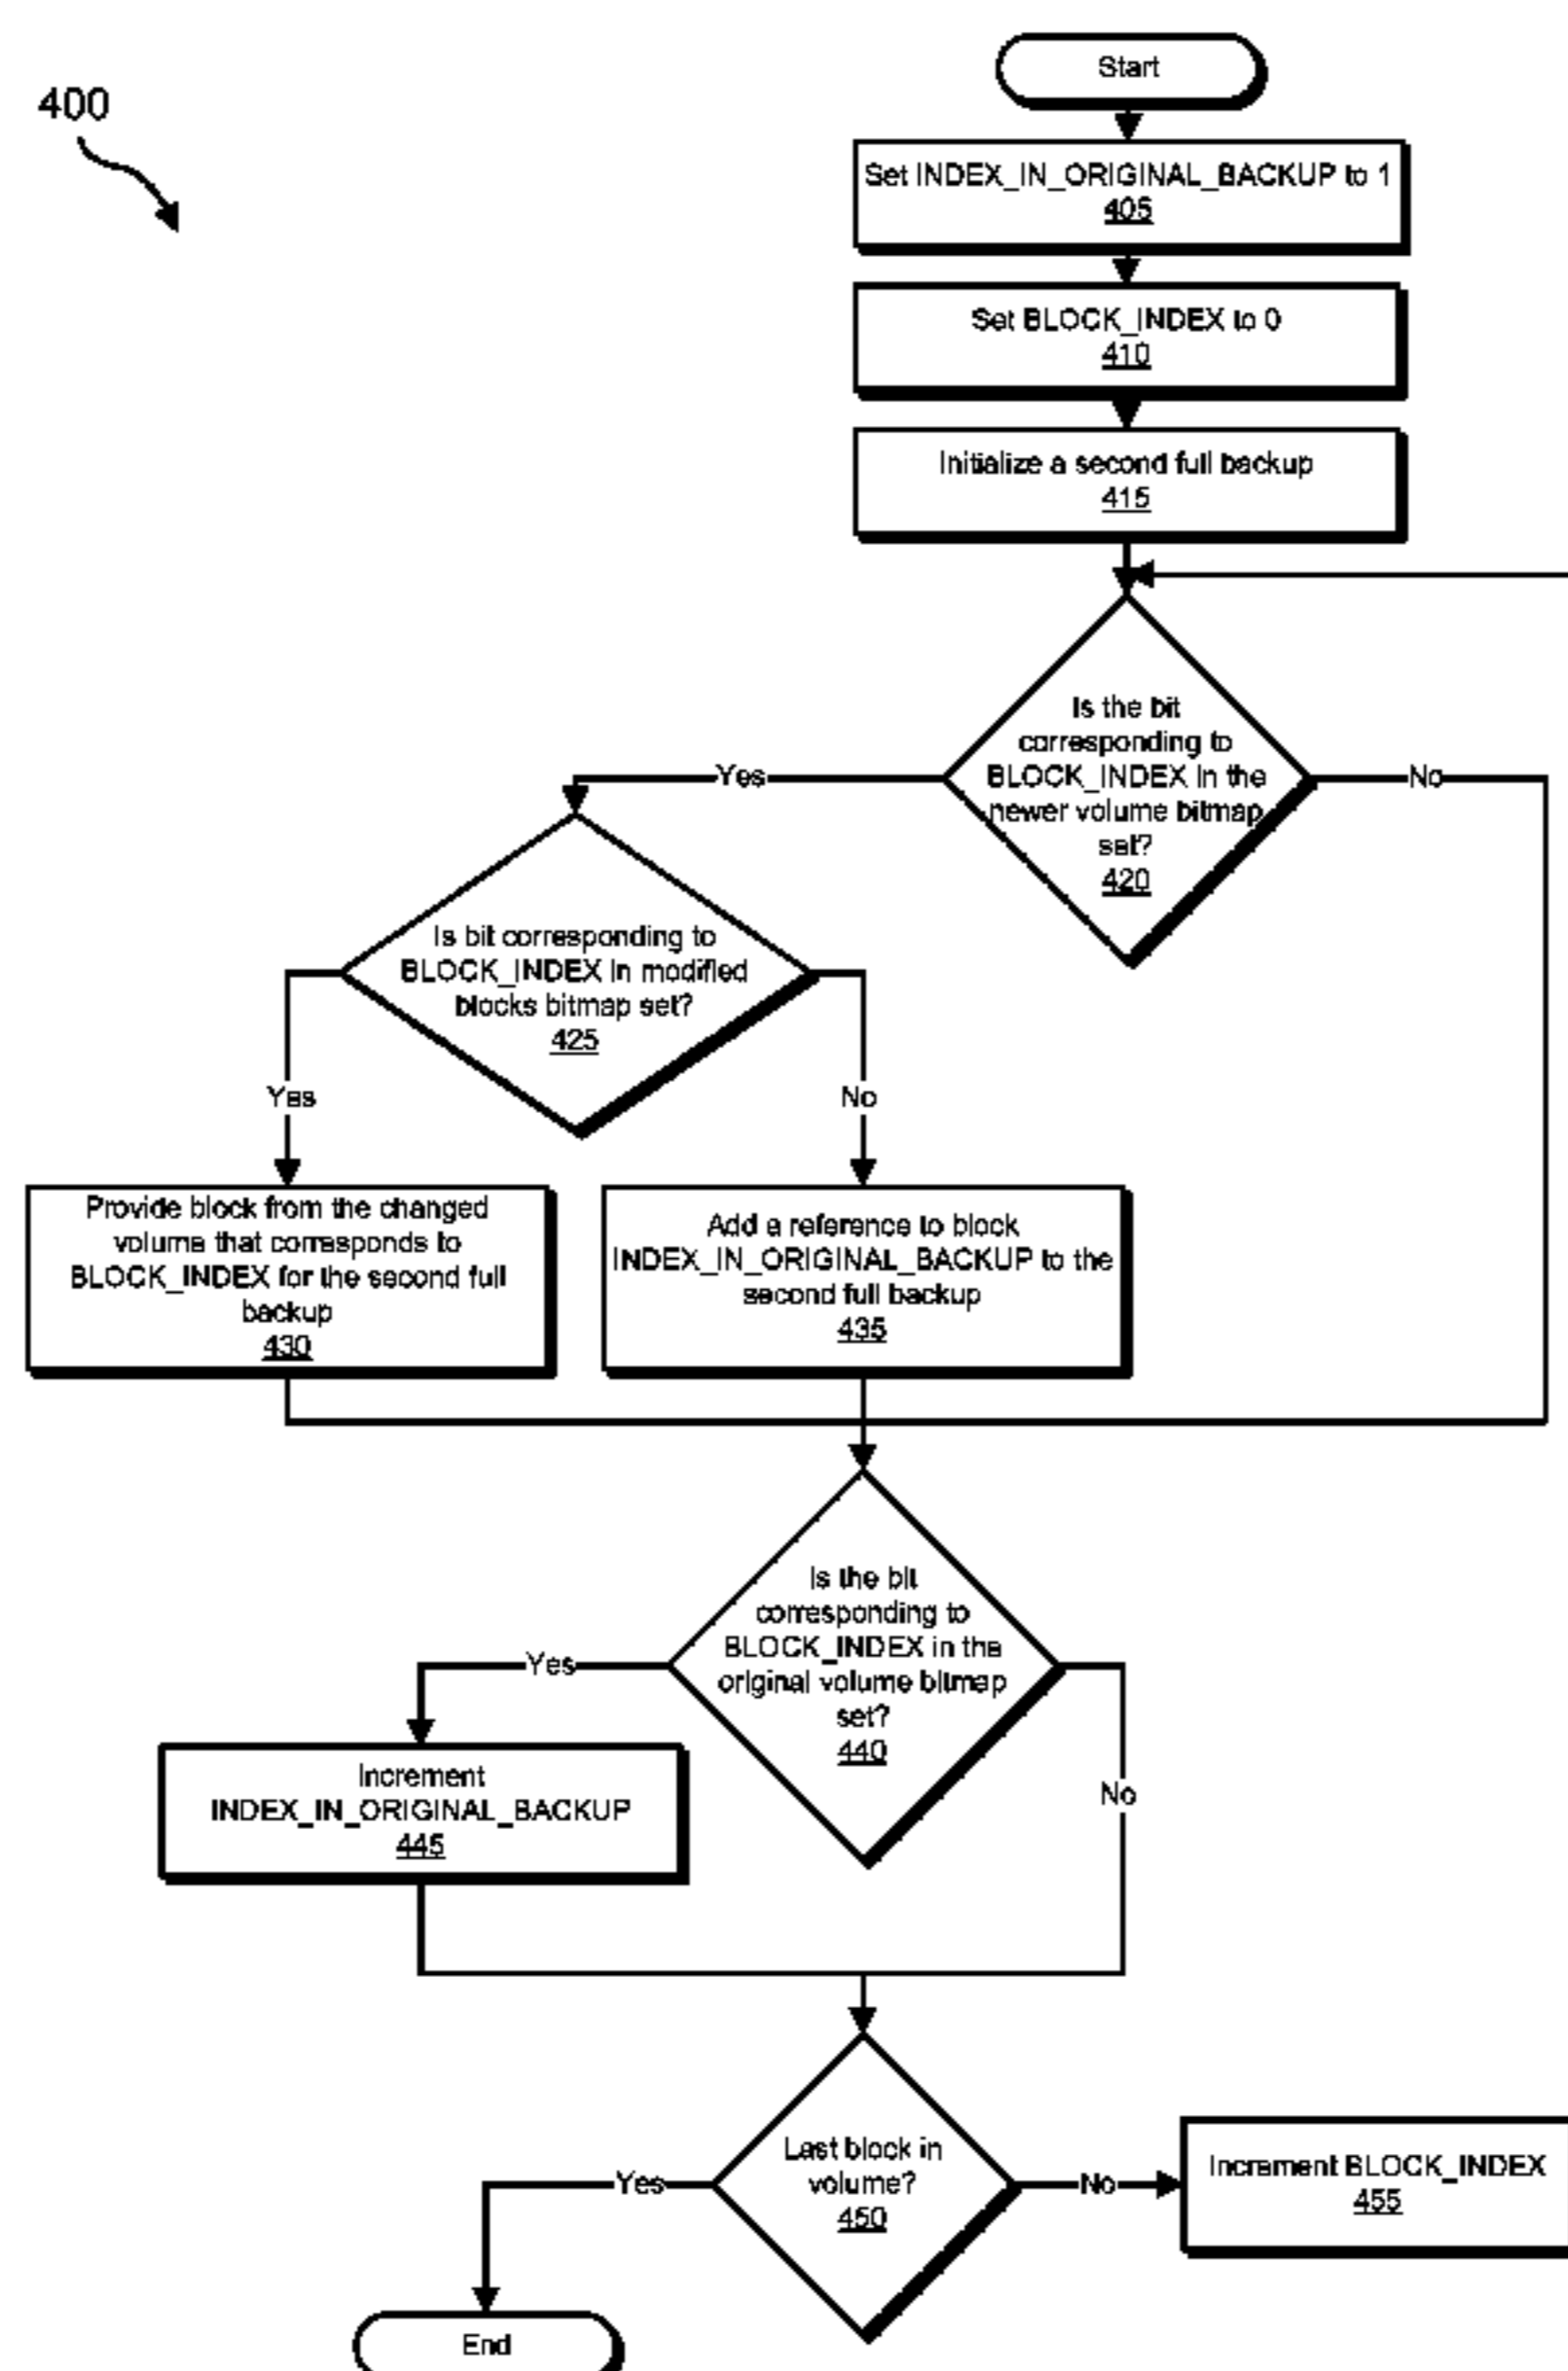 400
Start
Set INDEX_IN_ORIGINAL_BACKUP to 1
405
Set BLOCK_INDEX to 0
410
Initialize a second full backup
415
Is the bit
corresponding to
BLOCK_INDEX in the
newer volume bitmap
set?
420
Yes
No
Is bit corresponding to
BLOCK_INDEX in modified
blocks bitmap set?
425
Yes
No
Provide block from the changed
volume that corresponds to
BLOCK_INDEX for the second full
backup
430
Add a reference to block
INDEX_IN_ORIGINAL_BACKUP to the
second full backup
435
Is the bit
corresponding to
BLOCK_INDEX in the
original volume bitmap
set?
440
Yes
No
Increment
INDEX_IN_ORIGINAL_BACKUP
445
Last block in
volume?
450
Yes
No
Increment BLOCK_INDEX
455
End